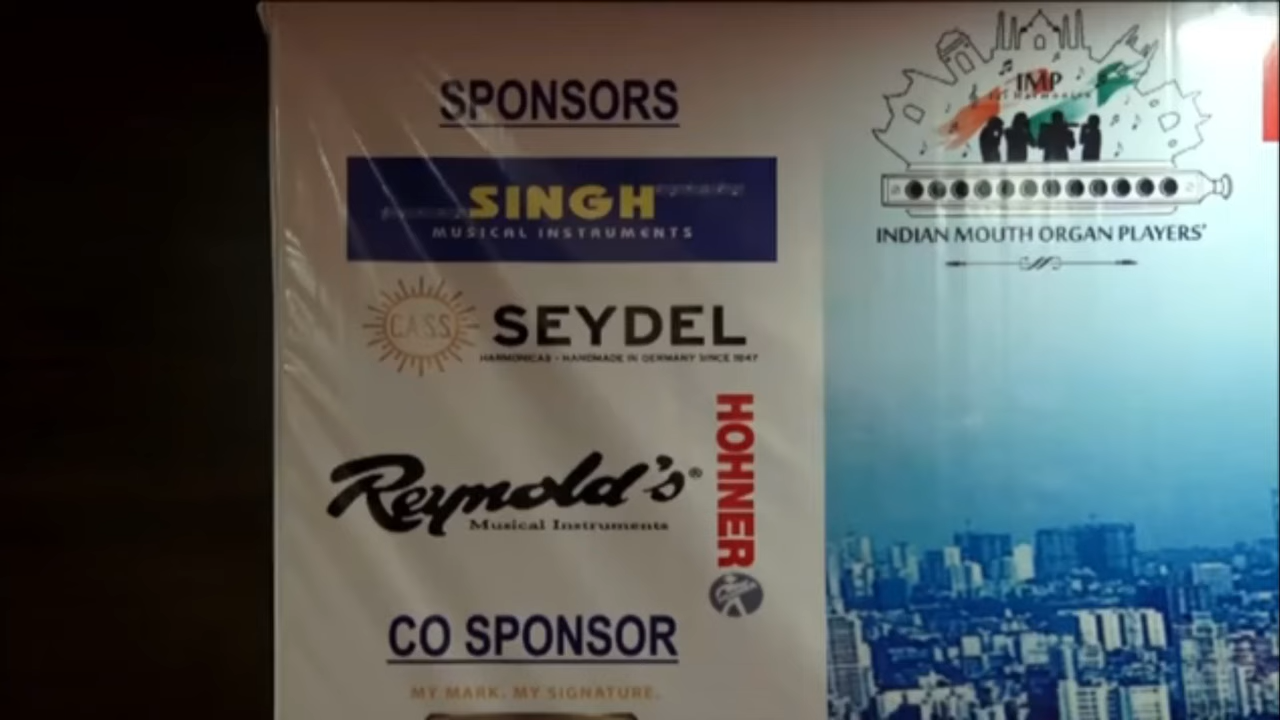 SPONSORS
SINGH
MUSICAL INSTRUMENTS
C.A.S.S.
SEYDEL
HARMONICAS • HANDMADE IN GERMANY SINCE 1847
Reynold's®
Musical Instruments
HOHNER
CO SPONSOR
MY MARK. MY SIGNATURE.
IMP
INDIAN MOUTH ORGAN PLAYERS'